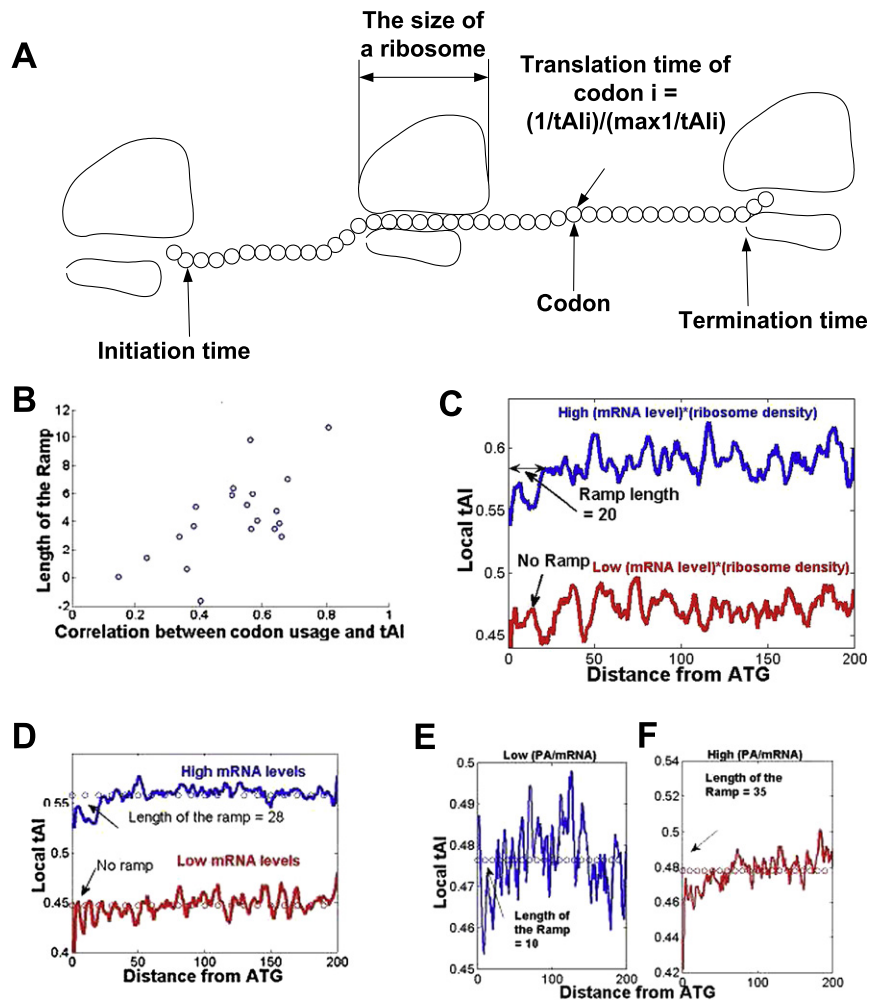 A
The size of
a ribosome
Translation time of
codon i =
(1/tAIi)/(max1/tAIi)
Codon
Initiation time
Termination time
B
Length of the Ramp
12
10
8
6
4
2
0
-2
0
0.2
0.4
0.6
0.8
1
Correlation between codon usage and tAI
C
Local tAI
0.6
0.55
0.5
0.45
High (mRNA level)*(ribosome density)
Ramp length
= 20
Low (mRNA level)*(ribosome density)
No Ramp
0
50
100
150
200
Distance from ATG
D
Local tAI
0.55
0.5
0.45
0.4
High mRNA levels
Length of the ramp = 28
No ramp
Low mRNA levels
0
50
100
150
200
Distance from ATG
E
Low (PA/mRNA)
Local tAI
0.5
0.49
0.48
0.47
0.46
0.45
Length of
the Ramp
= 10
0
100
200
F
High (PA/mRNA)
0.54
0.52
0.5
0.48
0.46
0.44
0.42
Length of the
Ramp = 35
0
100
200
Distance from ATG